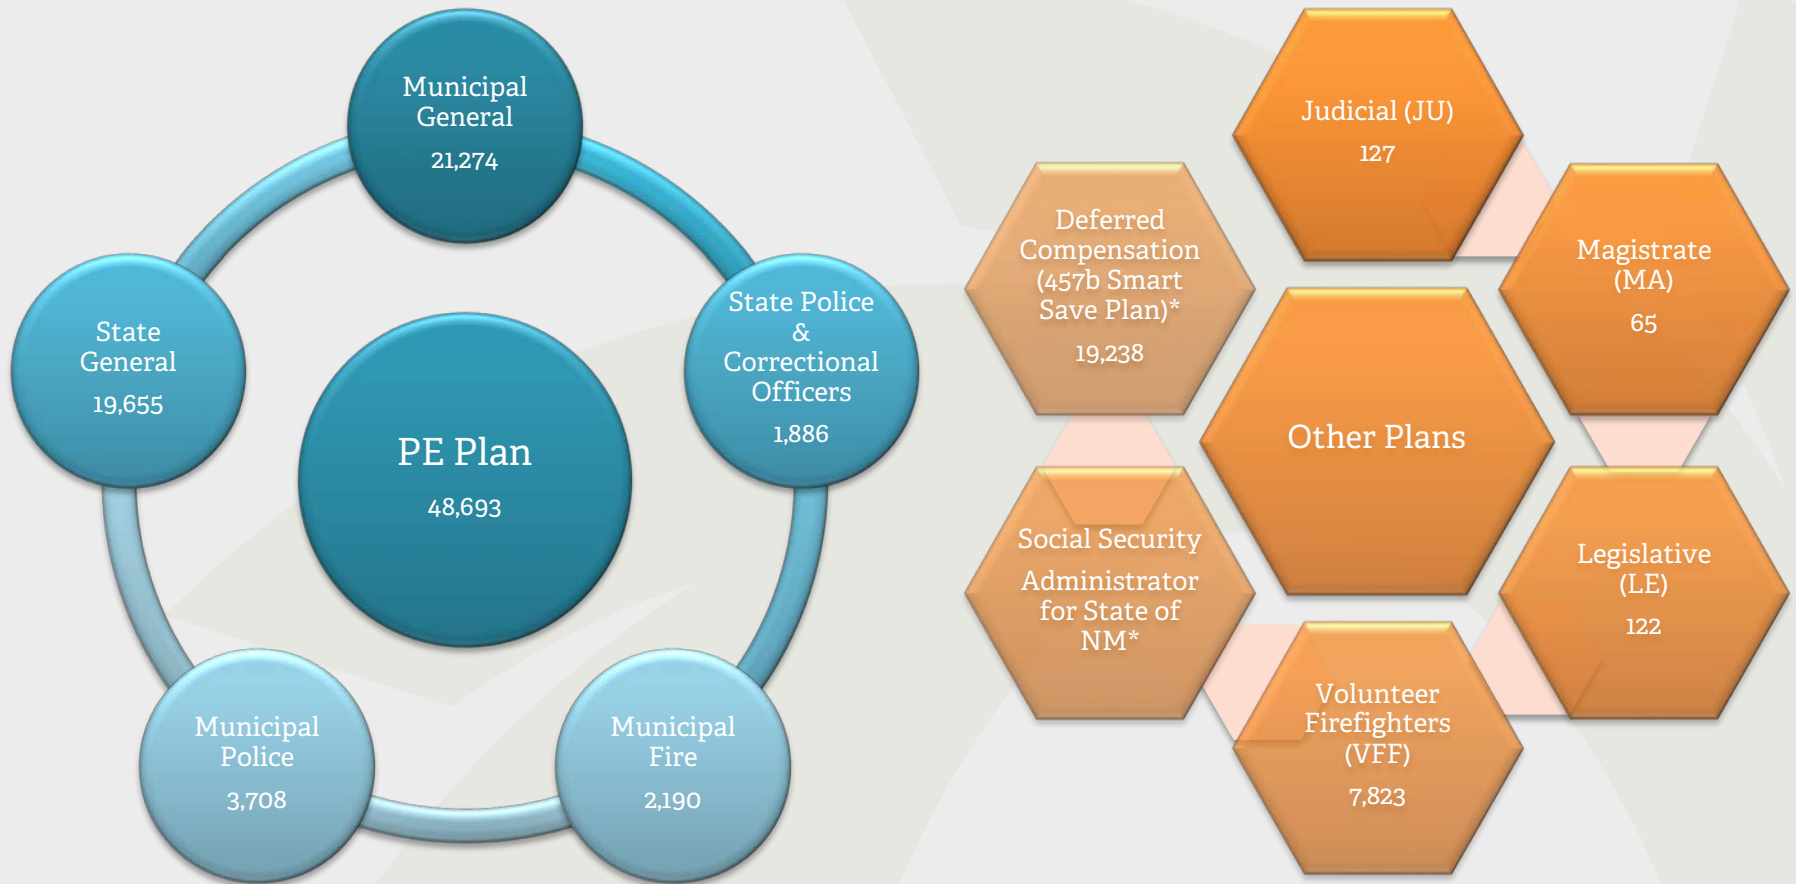 Municipal
General
21,274
State Police
&
Correctional
Officers
1,886
Municipal
Fire
2,190
Municipal
Police
3,708
State
General
19,655
PE Plan
48,693
Judicial (JU)
127
Magistrate
(MA)
65
Legislative
(LE)
122
Volunteer
Firefighters
(VFF)
7,823
Social Security
Administrator
for State of
NM*
Deferred
Compensation
(457b Smart
Save Plan)*
19,238
Other Plans